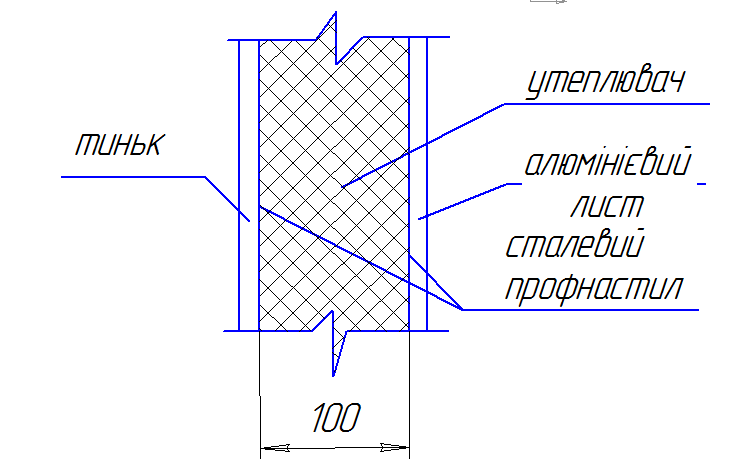 утеплювач
тиньк
алюмінієвий
лист
сталевий
профнастил
100